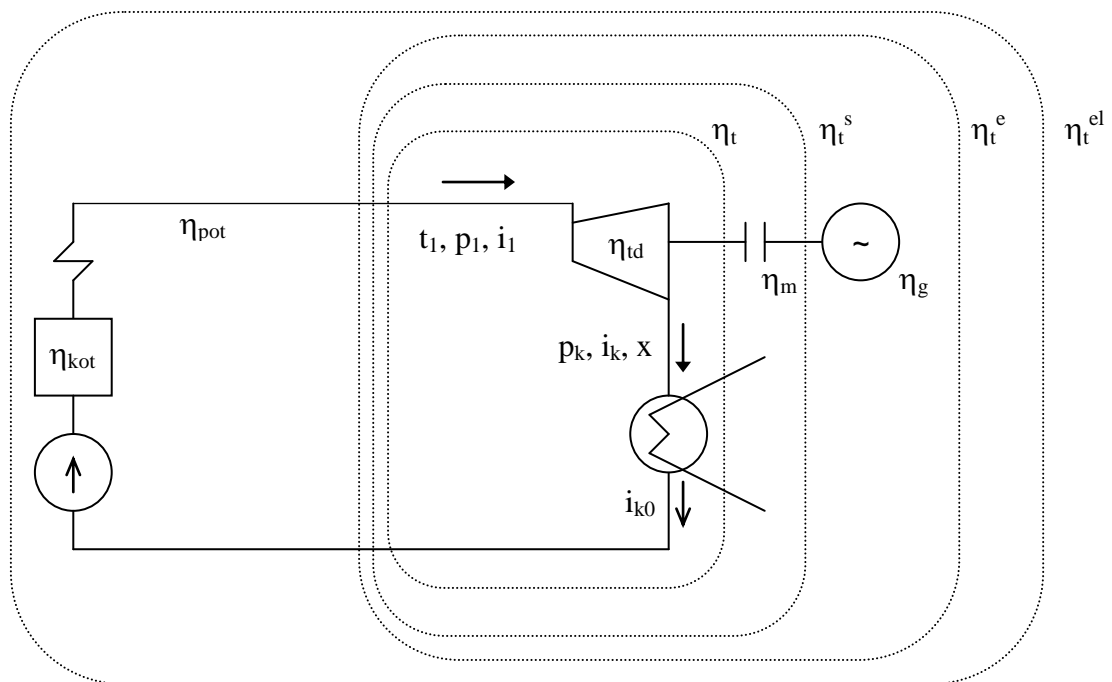 η_t η_t^s η_t^e η_t^el
η_pot
t_1, p_1, i_1
η_td
~
η_m
η_g
η_kot
p_k, i_k, x
i_k0